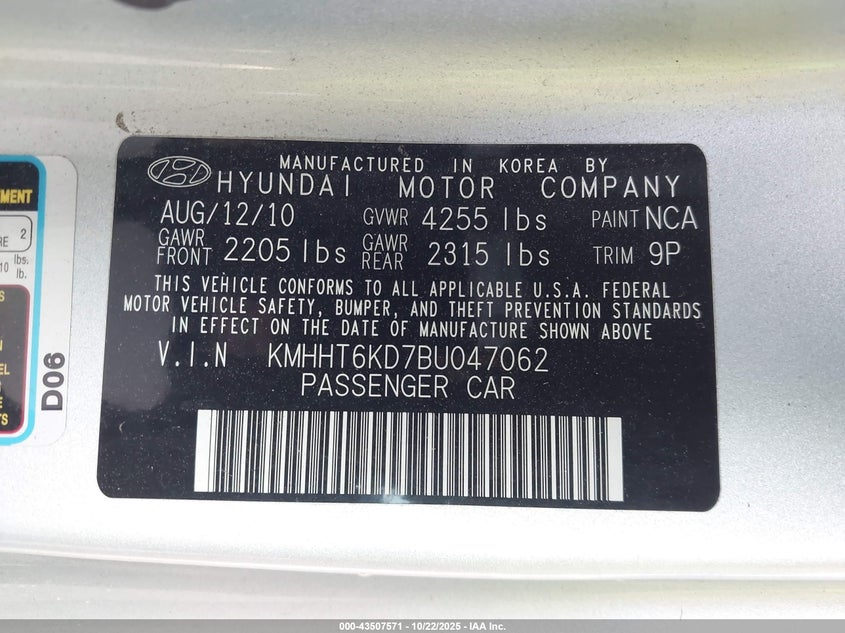 MANUFACTURED IN KOREA BY
HYUNDAI MOTOR COMPANY
AUG/12/10 GVWR 4255 lbs PAINT NCA
GAWR FRONT 2205 lbs GAWR REAR 2315 lbs TRIM 9P
THIS VEHICLE CONFORMS TO ALL APPLICABLE U.S.A. FEDERAL
MOTOR VEHICLE SAFETY, BUMPER, AND THEFT PREVENTION STANDARDS
IN EFFECT ON THE DATE OF MANUFACTURE SHOWN ABOVE
V.I.N KMHHT6KD7BU047062
PASSENGER CAR
2
lbs.
lb.
D06
000-43507571 - 10/22/2025 - IAA Inc.